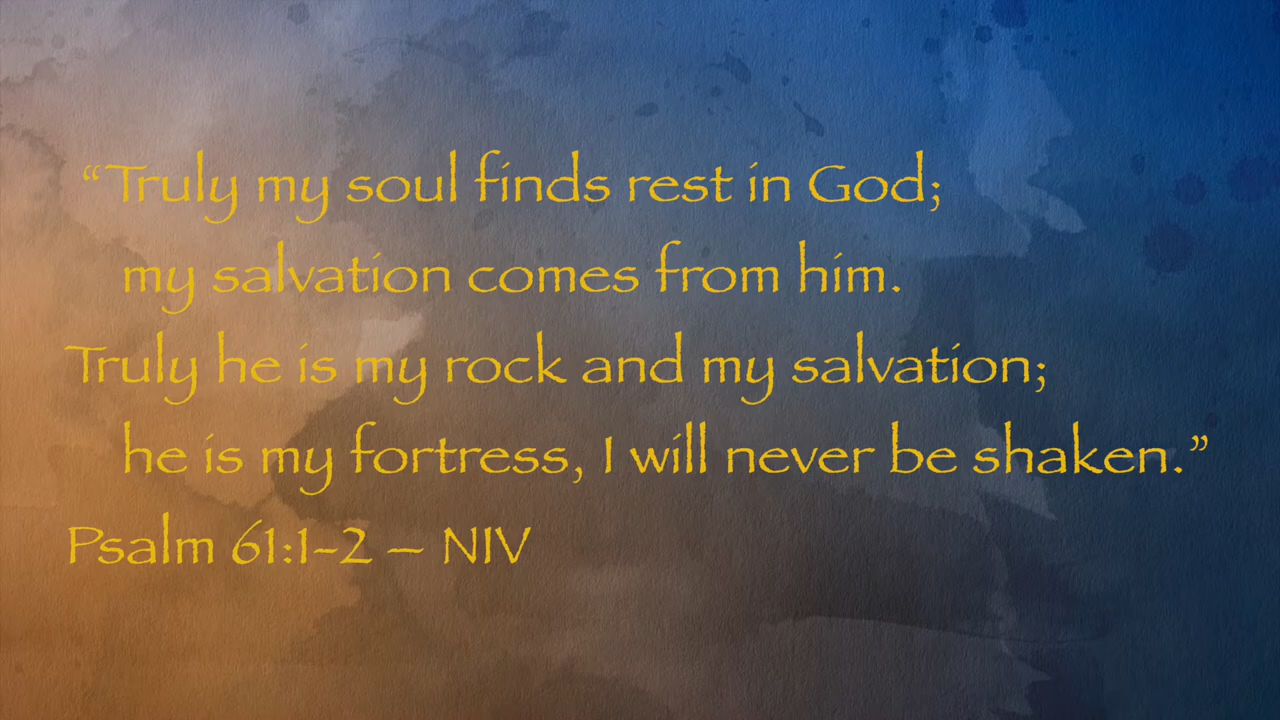 “Truly my soul finds rest in God;
my salvation comes from him.
Truly he is my rock and my salvation;
he is my fortress, I will never be shaken.”
Psalm 61:1-2 – NIV